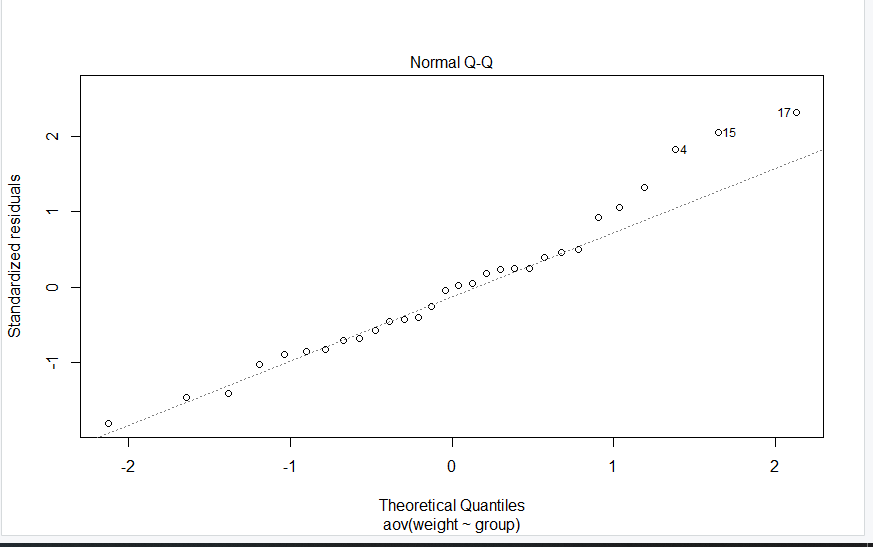 Normal Q-Q
Standardized residuals
2
1
0
-1
17
15
4
-2 -1 0 1 2
Theoretical Quantiles
aov(weight ~ group)